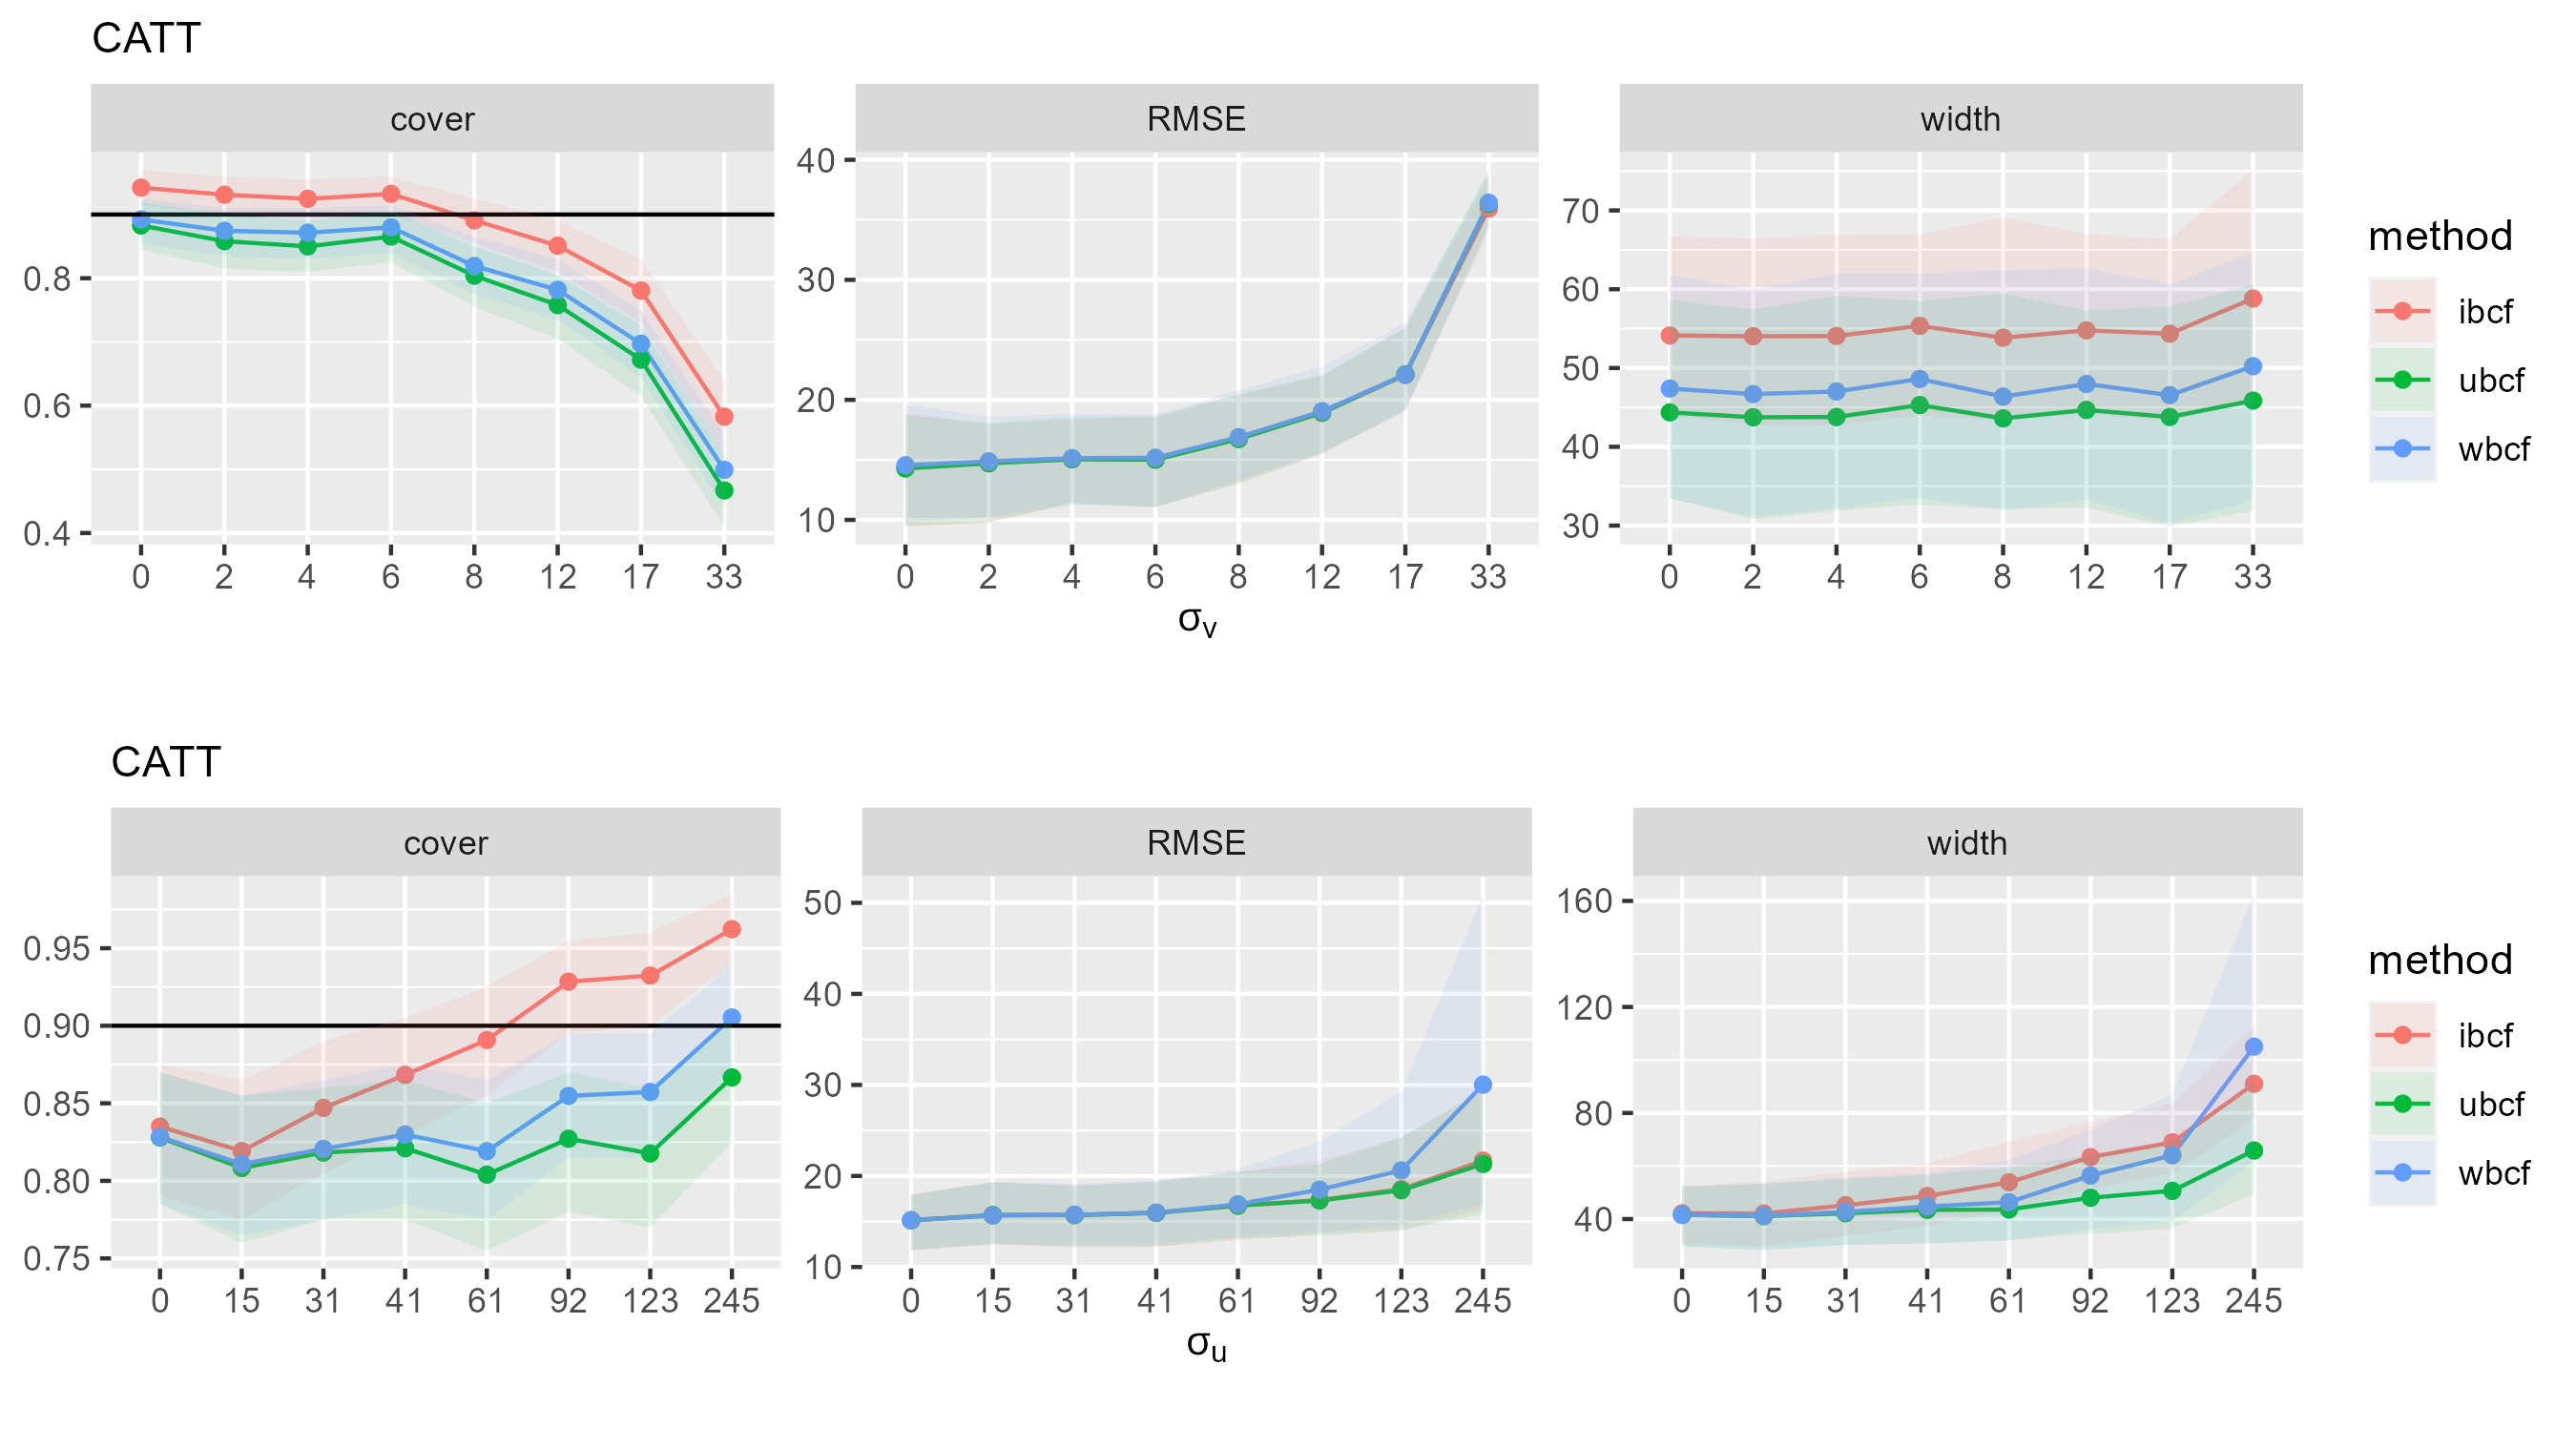 CATT
cover RMSE width
40
30
20
10
0.8
0.6
0.4
70
60
50
40
30
0 2 4 6 8 12 17 33
0 2 4 6 8 12 17 33
0 2 4 6 8 12 17 33
σv
method
ibcf
ubcf
wbcf
CATT
cover RMSE width
0.95
0.90
0.85
0.80
0.75
50
40
30
20
10
160
120
80
40
0 15 31 41 61 92 123 245
0 15 31 41 61 92 123 245
0 15 31 41 61 92 123 245
σu
method
ibcf
ubcf
wbcf